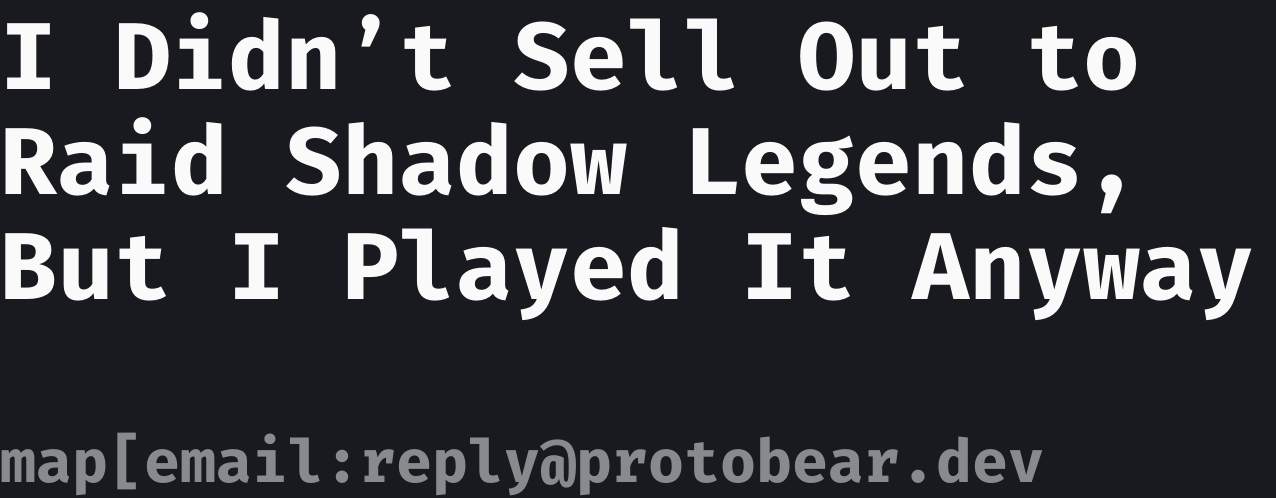 I Didn’t Sell Out to
Raid Shadow Legends,
But I Played It Anyway
map[email:reply@protobear.dev